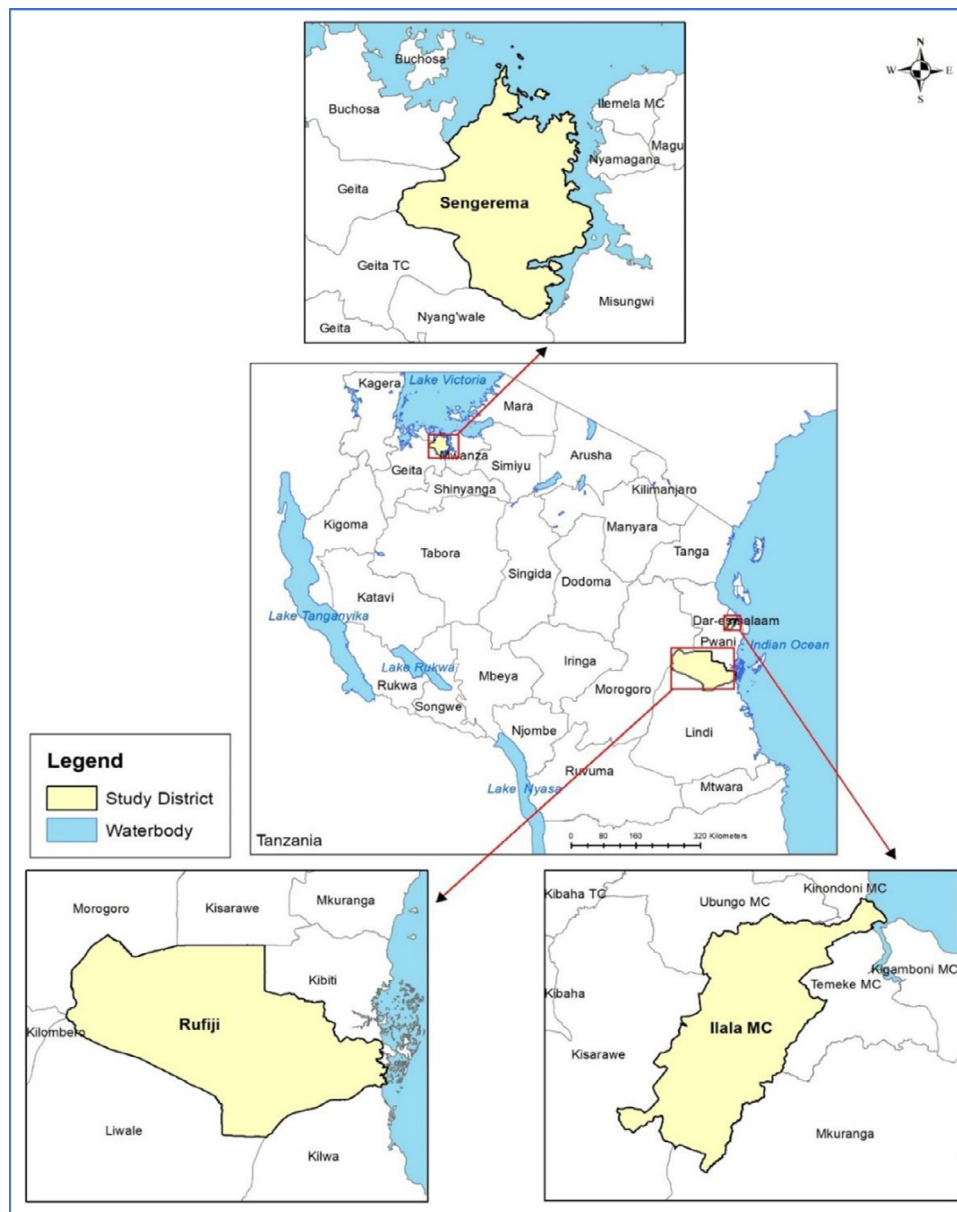 N
W E
S
Buchosa
Buchosa
Ilemela MC
Magu
Nyamagana
Geita
Sengerema
Geita TC
Misungwi
Nyang'wale
Geita
Kagera
Lake Victoria
Mara
Mwanza
Geita
Simiyu
Arusha
Shinyanga
Kilimanjaro
Kigoma
Manyara
Tabora
Tanga
Singida
Dodoma
Katavi
Lake Tanganyika
Dar-es-salaam
Pwani
Indian Ocean
Lake Rukwa
Iringa
Mbeya
Rukwa
Morogoro
Songwe
Njombe
Lindi
Ruvuma
Lake Nyasa
Mtwara
0 80 160 320 Kilometers
Tanzania
Legend
Study District
Waterbody
Morogoro
Kisarawe
Mkuranga
Kibiti
Rufiji
Kilombero
Liwale
Kilwa
Kibaha TC
Ubungo MC
Kinondoni MC
Kigamboni MC
Temeke MC
Kibaha
Ilala MC
Kisarawe
Mkuranga